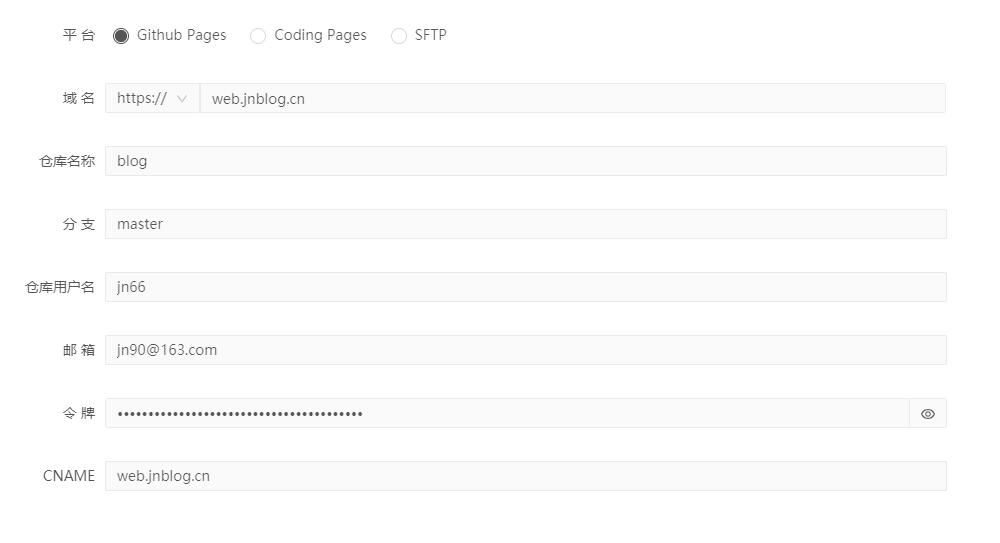 平台 Github Pages Coding Pages SFTP
域名 https:// web.jnblog.cn
仓库名称 blog
分支 master
仓库用户名 jn66
邮箱 jn90@163.com
令牌 ••••••••••••••••••••••••••••••••••••••••
CNAME web.jnblog.cn